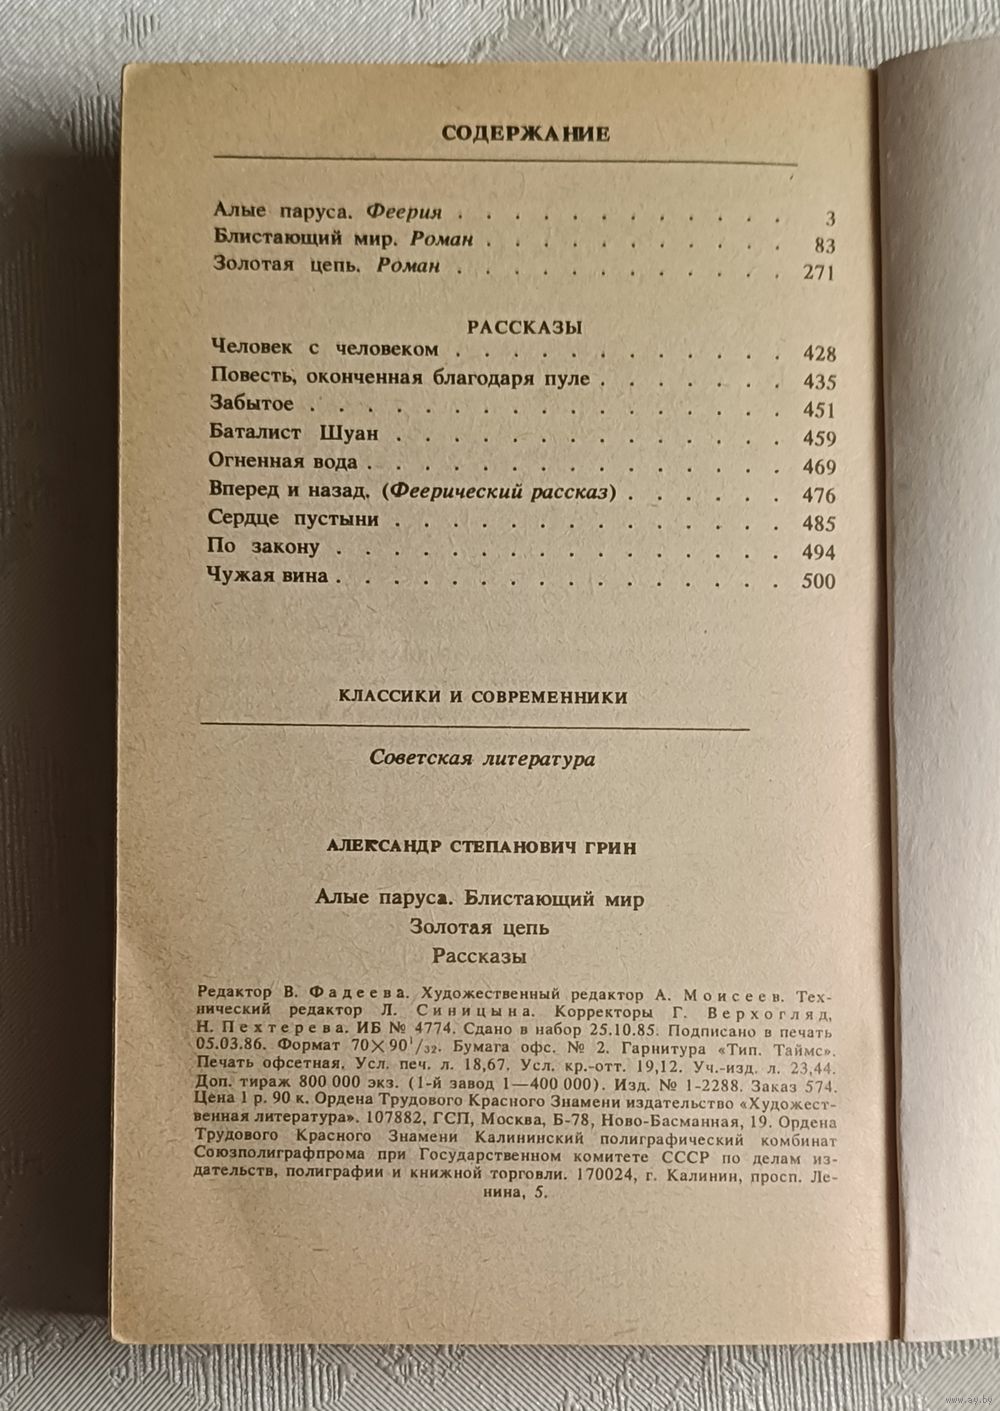 СОДЕРЖАНИЕ
Алые паруса. Феерия . . . . . . . . . . . . 3
Блистающий мир. Роман . . . . . . . . . . . 83
Золотая цепь. Роман . . . . . . . . . . . . 271
РАССКАЗЫ
Человек с человеком . . . . . . . . . . . . 428
Повесть, оконченная благодаря пуле . . . . . . . 435
Забытое . . . . . . . . . . . . . . . . . 451
Баталист Шуан . . . . . . . . . . . . . . 459
Огненная вода . . . . . . . . . . . . . . . 469
Вперед и назад. (Феерический рассказ) . . . . . . 476
Сердце пустыни . . . . . . . . . . . . . . 485
По закону . . . . . . . . . . . . . . . . 494
Чужая вина . . . . . . . . . . . . . . . . 500
КЛАССИКИ И СОВРЕМЕННИКИ
Советская литература
АЛЕКСАНДР СТЕПАНОВИЧ ГРИН
Алые паруса. Блистающий мир
Золотая цепь
Рассказы
Редактор В. Фадеева. Художественный редактор А. Моисеев. Тех-
нический редактор Л. Синицына. Корректоры Г. Верхогляд,
Н. Пехтерева. ИБ № 4774. Сдано в набор 25.10.85. Подписано в печать
05.03.86. Формат 70×90¹/₃₂. Бумага офс. № 2. Гарнитура «Тип. Таймс».
Печать офсетная. Усл. печ. л. 18,67. Усл. кр.-отт. 19,12. Уч.-изд. л. 23,44.
Доп. тираж 800 000 экз. (1-й завод 1—400 000). Изд. № 1-2288. Заказ 574.
Цена 1 р. 90 к. Ордена Трудового Красного Знамени издательство «Художест-
венная литература». 107882, ГСП, Москва, Б-78, Ново-Басманная, 19. Ордена
Трудового Красного Знамени Калининский полиграфический комбинат
Союзполиграфпрома при Государственном комитете СССР по делам из-
дательств, полиграфии и книжной торговли. 170024, г. Калинин, просп. Ле-
нина, 5.
www.ay.by